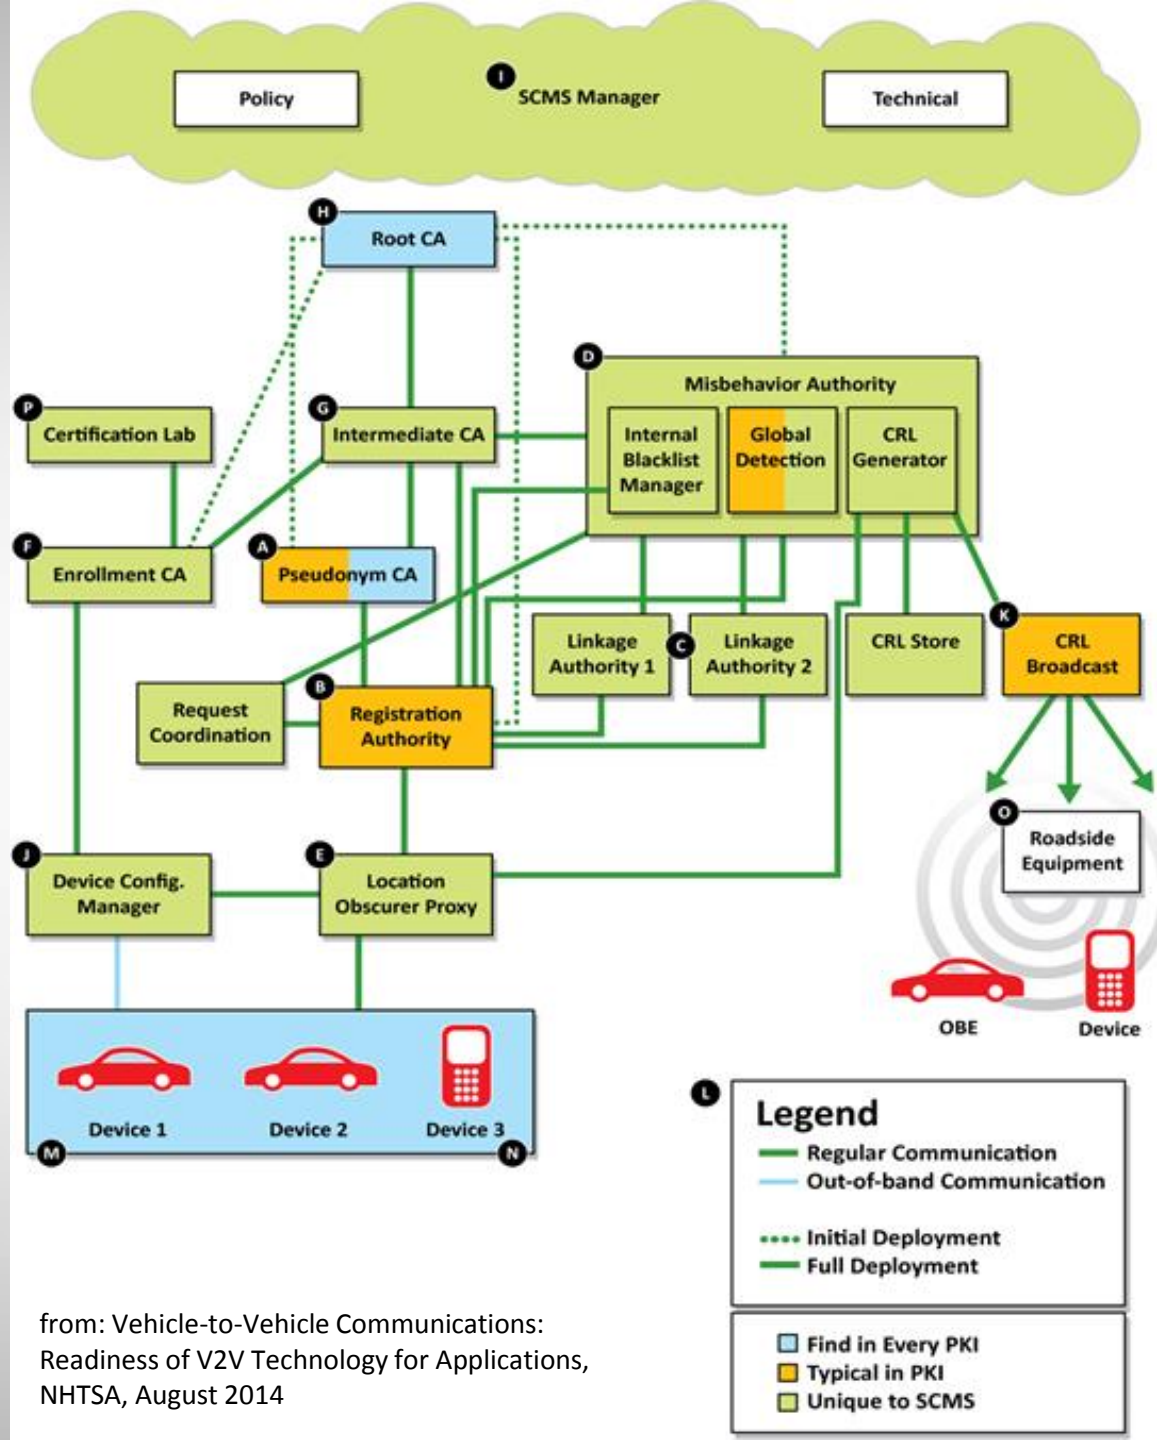 I
Policy
SCMS Manager
Technical
H
Root CA
D
Misbehavior Authority
P
Certification Lab
G
Intermediate CA
Internal
Blacklist
Manager
Global
Detection
CRL
Generator
F
Enrollment CA
A
Pseudonym CA
Linkage
Authority 1
C
Linkage
Authority 2
CRL Store
K
CRL
Broadcast
Request
Coordination
B
Registration
Authority
J
Device Config.
Manager
E
Location
Obscurer Proxy
O
Roadside
Equipment
OBE
Device
Device 1
Device 2
Device 3
M
N
L
Legend
Regular Communication
Out-of-band Communication
Initial Deployment
Full Deployment
Find in Every PKI
Typical in PKI
Unique to SCMS
from: Vehicle-to-Vehicle Communications:
Readiness of V2V Technology for Applications,
NHTSA, August 2014